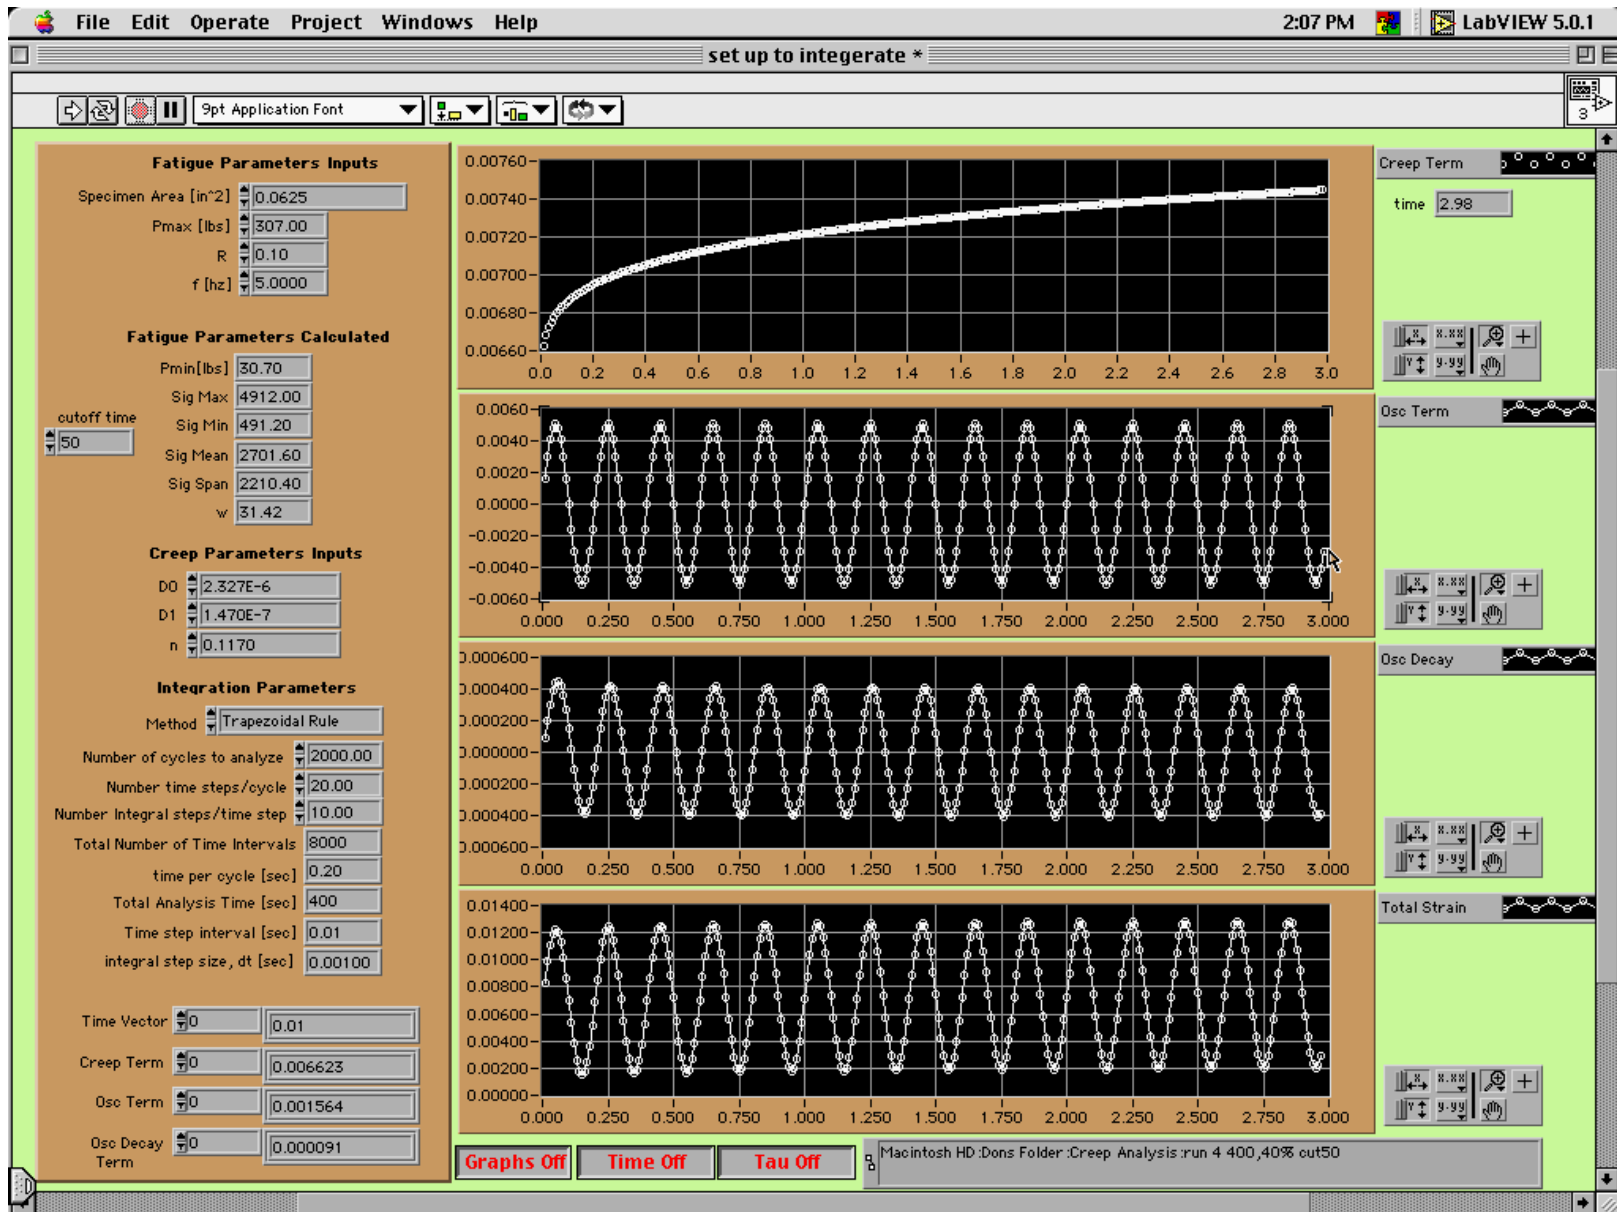 File Edit Operate Project Windows Help 2:07 PM LabVIEW 5.0.1
set up to integerate *
9pt Application Font
3
Fatigue Parameters Inputs
Specimen Area [in^2] 0.0625
Pmax [lbs] 307.00
R 0.10
f [hz] 5.0000
Fatigue Parameters Calculated
Pmin[lbs] 30.70
Sig Max 4912.00
cutoff time
50
Sig Min 491.20
Sig Mean 2701.60
Sig Span 2210.40
w 31.42
Creep Parameters Inputs
D0 2.327E-6
D1 1.470E-7
n 0.1170
Integration Parameters
Method Trapezoidal Rule
Number of cycles to analyze 2000.00
Number time steps/cycle 20.00
Number Integral steps/time step 10.00
Total Number of Time Intervals 8000
time per cycle [sec] 0.20
Total Analysis Time [sec] 400
Time step interval [sec] 0.01
integral step size, dt [sec] 0.00100
Time Vector 0 0.01
Creep Term 0 0.006623
Osc Term 0 0.001564
Osc Decay 0 0.000091
Term
0.00760
0.00740
0.00720
0.00700
0.00680
0.00660
0.0 0.2 0.4 0.6 0.8 1.0 1.2 1.4 1.6 1.8 2.0 2.2 2.4 2.6 2.8 3.0
Creep Term
time 2.98
X X.XX
Y Y.YY
0.0060
0.0040
0.0020
0.0000
-0.0020
-0.0040
-0.0060
0.000 0.250 0.500 0.750 1.000 1.250 1.500 1.750 2.000 2.250 2.500 2.750 3.000
Osc Term
X X.XX
Y Y.YY
0.000600
0.000400
0.000200
0.000000
0.000200
0.000400
0.000600
0.000 0.250 0.500 0.750 1.000 1.250 1.500 1.750 2.000 2.250 2.500 2.750 3.000
Osc Decay
X X.XX
Y Y.YY
0.01400
0.01200
0.01000
0.00800
0.00600
0.00400
0.00200
0.00000
0.000 0.250 0.500 0.750 1.000 1.250 1.500 1.750 2.000 2.250 2.500 2.750 3.000
Total Strain
X X.XX
Y Y.YY
Graphs Off Time Off Tau Off
Macintosh HD:Dons Folder:Creep Analysis:run 4 400,40% cut50